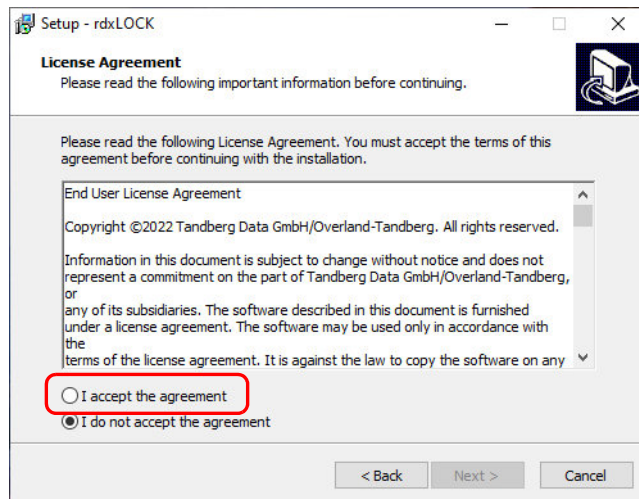 Setup - rdxLOCK
License Agreement
Please read the following important information before continuing.
Please read the following License Agreement. You must accept the terms of this
agreement before continuing with the installation.
End User License Agreement
Copyright ©2022 Tandberg Data GmbH/Overland-Tandberg. All rights reserved.
Information in this document is subject to change without notice and does not
represent a commitment on the part of Tandberg Data GmbH/Overland-Tandberg,
or
any of its subsidiaries. The software described in this document is furnished
under a license agreement. The software may be used only in accordance with
the
terms of the license agreement. It is against the law to copy the software on any
I accept the agreement
I do not accept the agreement
< Back Next > Cancel